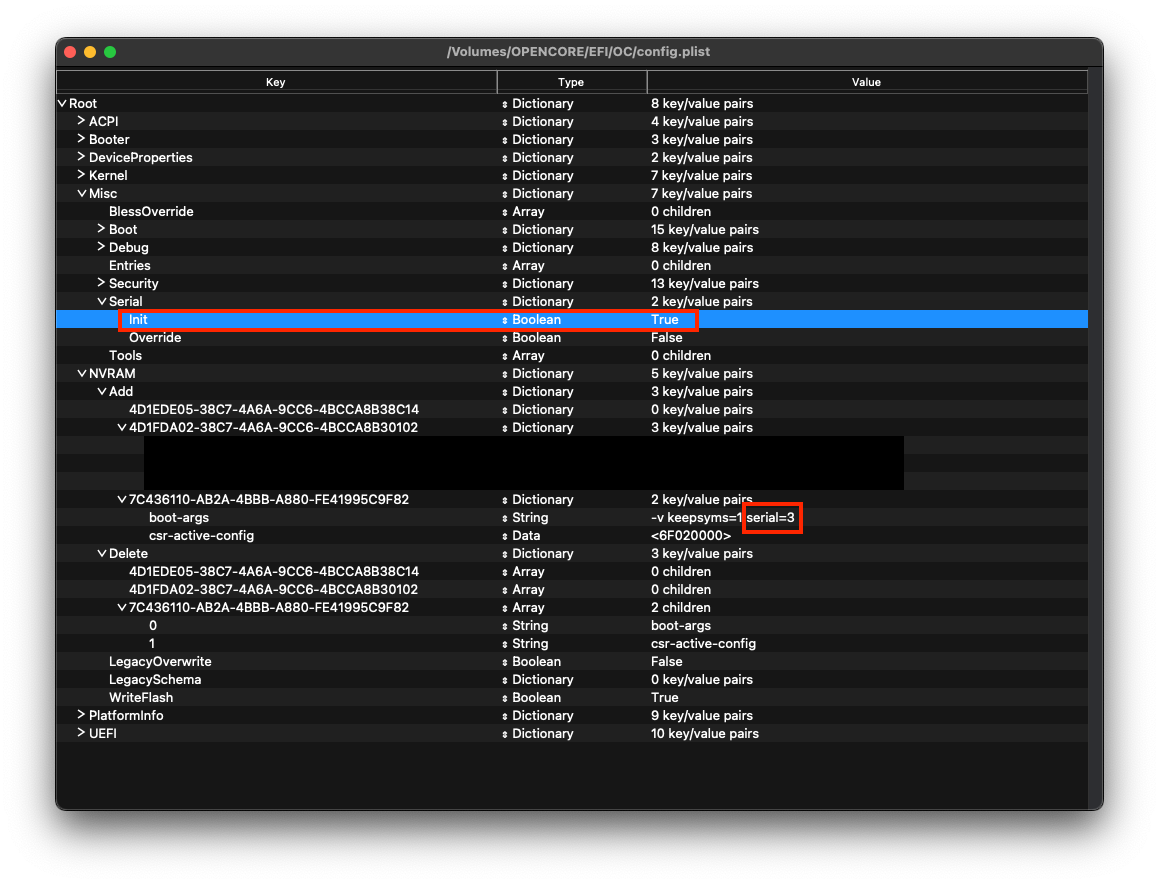 /Volumes/OPENCORE/EFI/OC/config.plist
Key Type Value
Root Dictionary 8 key/value pairs
ACPI Dictionary 4 key/value pairs
Booter Dictionary 3 key/value pairs
DeviceProperties Dictionary 2 key/value pairs
Kernel Dictionary 7 key/value pairs
Misc Dictionary 7 key/value pairs
BlessOverride Array 0 children
Boot Dictionary 15 key/value pairs
Debug Dictionary 8 key/value pairs
Entries Array 0 children
Security Dictionary 13 key/value pairs
Serial Dictionary 2 key/value pairs
Init Boolean True
Override Boolean False
Tools Array 0 children
NVRAM Dictionary 5 key/value pairs
Add Dictionary 3 key/value pairs
4D1EDE05-38C7-4A6A-9CC6-4BCCA8B38C14 Dictionary 0 key/value pairs
4D1FDA02-38C7-4A6A-9CC6-4BCCA8B30102 Dictionary 3 key/value pairs
7C436110-AB2A-4BBB-A880-FE41995C9F82 Dictionary 2 key/value pairs
boot-args String -v keepsyms=1 serial=3
csr-active-config Data <6F020000>
Delete Dictionary 3 key/value pairs
4D1EDE05-38C7-4A6A-9CC6-4BCCA8B38C14 Array 0 children
4D1FDA02-38C7-4A6A-9CC6-4BCCA8B30102 Array 0 children
7C436110-AB2A-4BBB-A880-FE41995C9F82 Array 2 children
0 String boot-args
1 String csr-active-config
LegacyOverwrite Boolean False
LegacySchema Dictionary 0 key/value pairs
WriteFlash Boolean True
PlatformInfo Dictionary 9 key/value pairs
UEFI Dictionary 10 key/value pairs